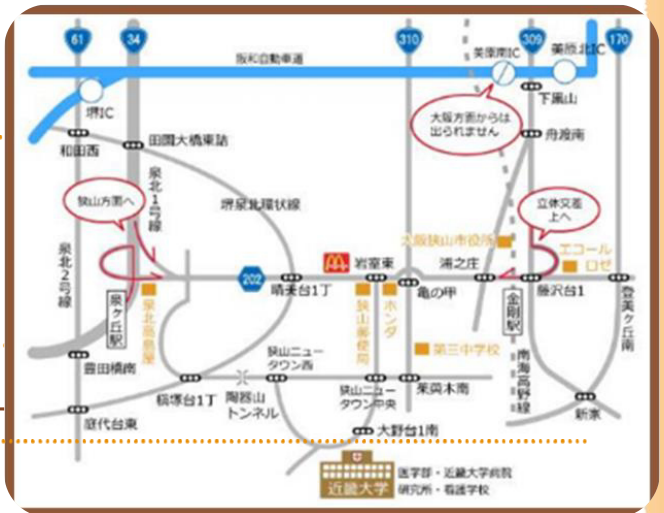 61
34
310
309
170
阪和自動車道
美原南IC
美原北IC
堺IC
下黒山
大阪方面からは
出られません
和田西
田園大橋東詰
舟渡南
狭山方面へ
泉北1号線
堺泉北環状線
立体交差
上へ
大阪狭山市役所
エコール
ロゼ
泉北2号線
岩室東
浦之庄
202
晴美台1丁
亀の甲
藤沢台1
泉ヶ丘駅
泉北高島屋
狭山郵便局
ホンダ
金剛駅
登美ヶ丘南
第三中学校
南海高野線
豊田橋南
狭山ニュー
タウン西
槇塚台1丁
陶器山
トンネル
狭山ニュー
タウン中央
茱萸木南
新家
庭代台東
大野台1南
近畿大学
医学部・近畿大学病院
研究所・看護学校